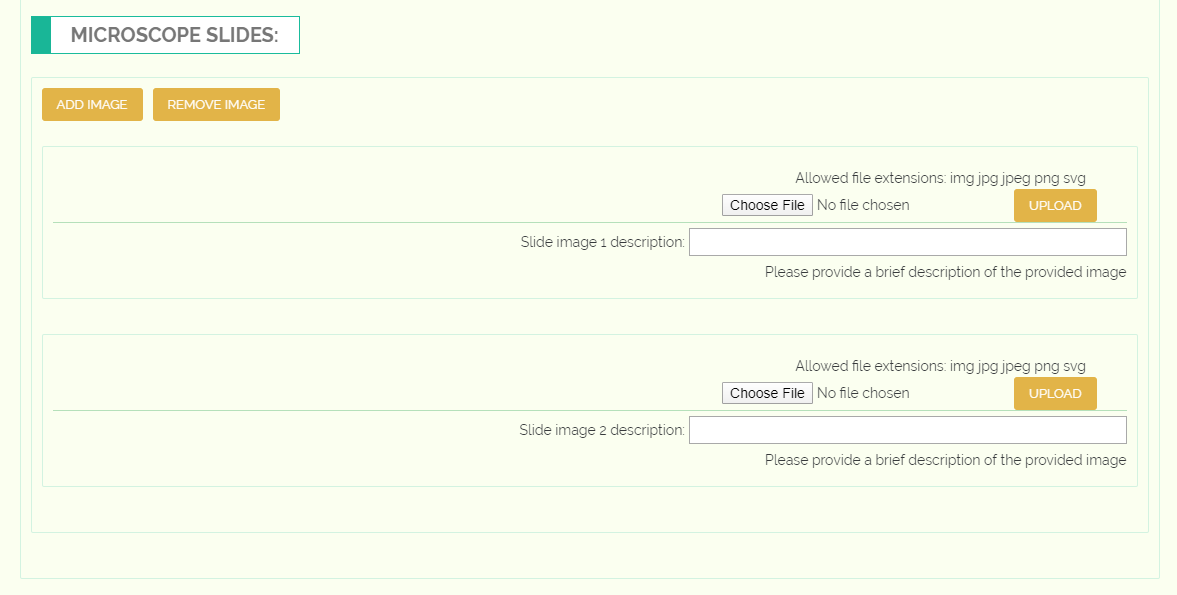 MICROSCOPE SLIDES:
ADD IMAGE REMOVE IMAGE
Allowed file extensions: img jpg jpeg png svg
Choose File No file chosen UPLOAD
Slide image 1 description:
Please provide a brief description of the provided image
Allowed file extensions: img jpg jpeg png svg
Choose File No file chosen UPLOAD
Slide image 2 description:
Please provide a brief description of the provided image